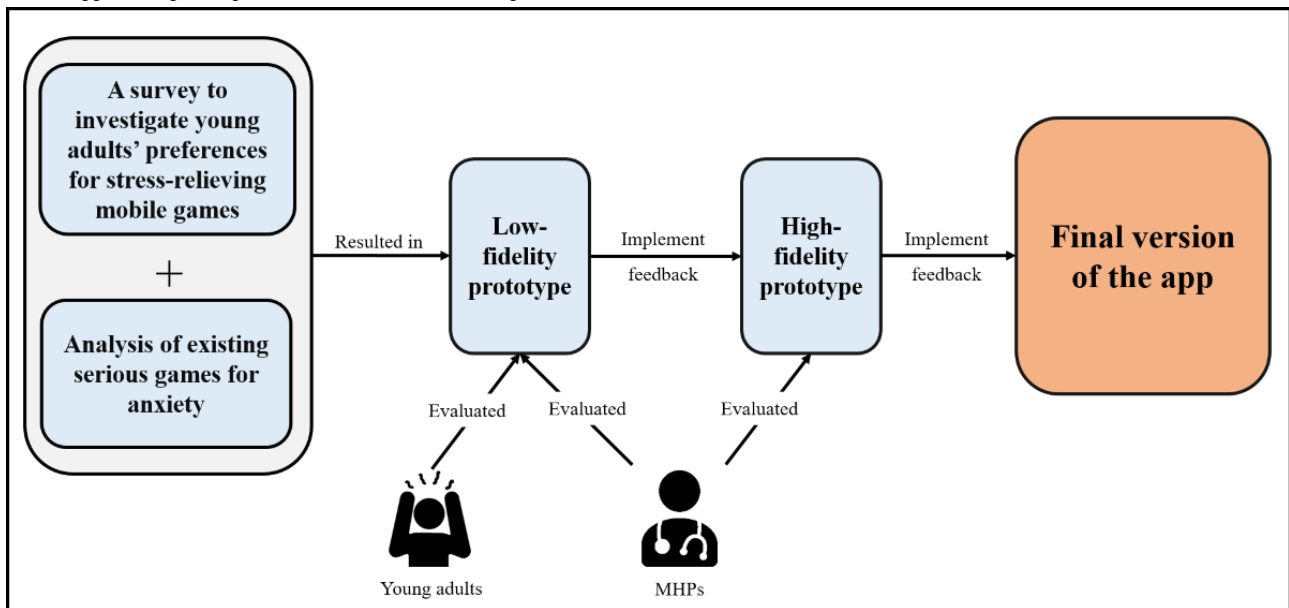 A survey to
investigate young
adults’ preferences
for stress-relieving
mobile games
+
Analysis of existing
serious games for
anxiety
Resulted in
Low-
fidelity
prototype
Implement
feedback
High-
fidelity
prototype
Implement
feedback
Final version
of the app
Evaluated
Evaluated
Evaluated
Young adults
MHPs